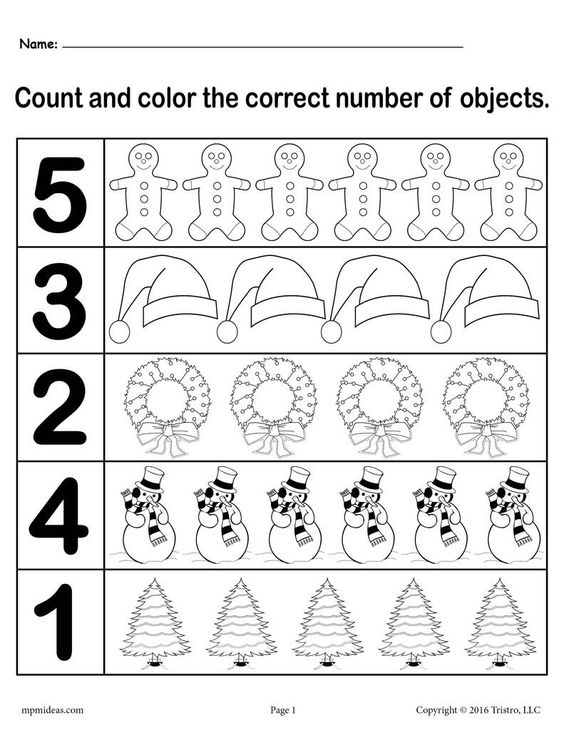 Name:
Count and color the correct number of objects.
5
3
2
4
1
mpmideas.com Page 1 Copyright © 2016 Tristro, LLC